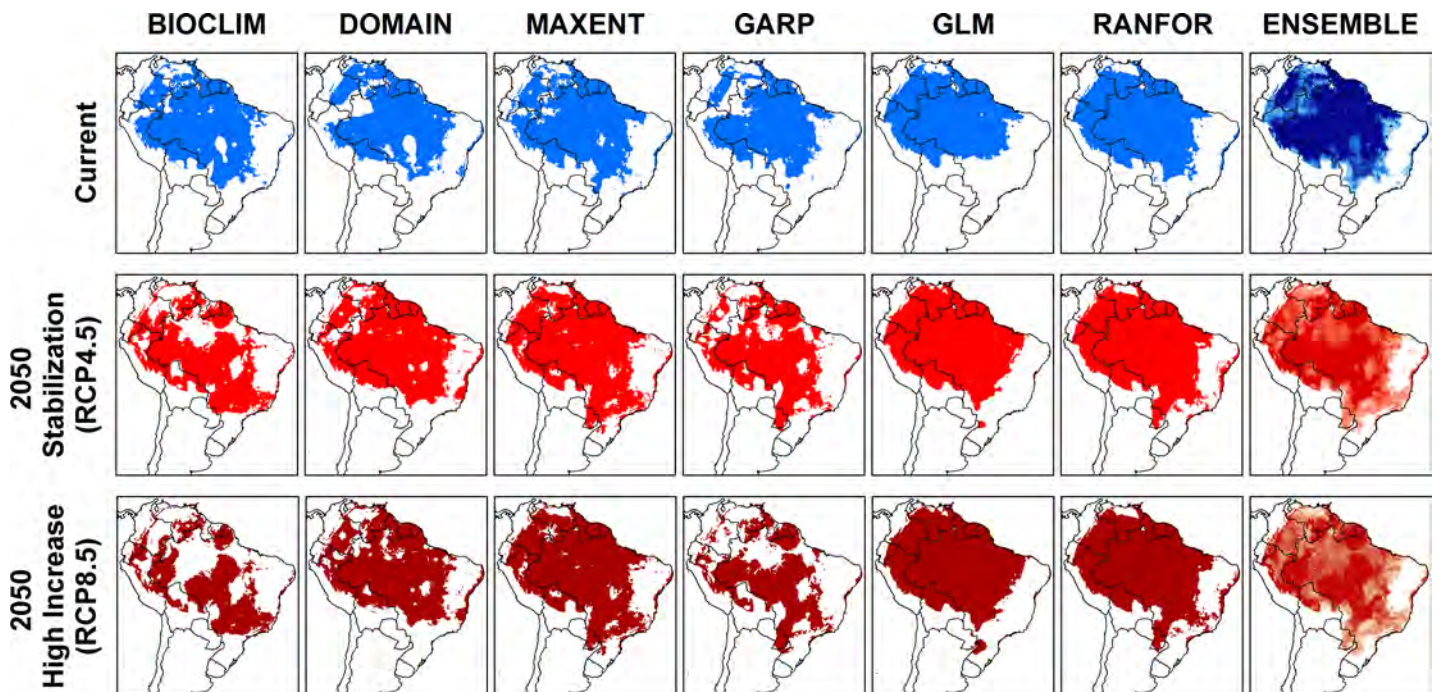 BIOCLIM DOMAIN MAXENT GARP GLM RANFOR ENSEMBLE
Current
2050
Stabilization
(RCP4.5)
2050
High Increase
(RCP8.5)